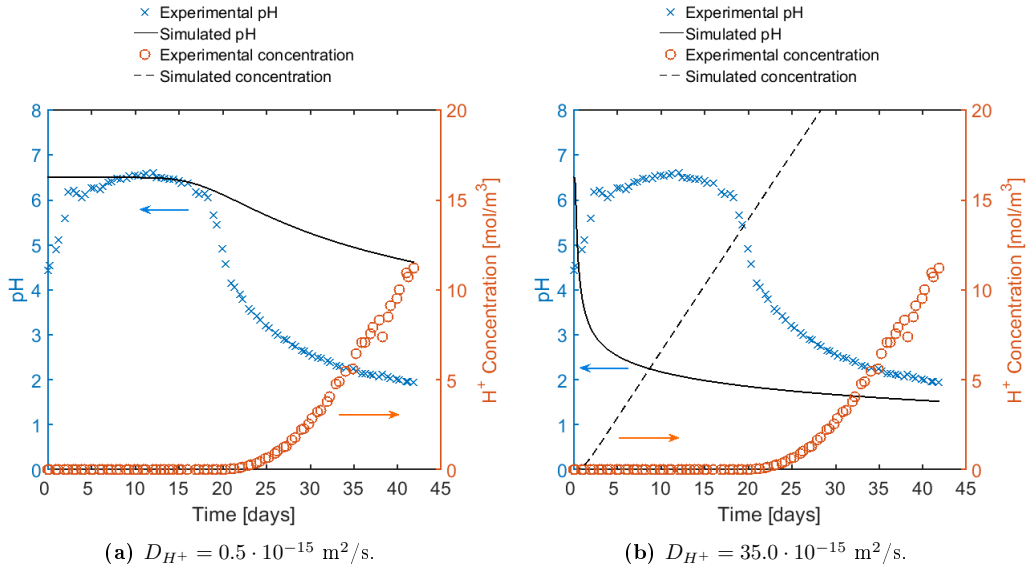 Experimental pH
Simulated pH
Experimental concentration
Simulated concentration
8
7
6
5
4
3
2
1
0
pH
20
15
10
5
0
H+ Concentration [mol/m³]
0 5 10 15 20 25 30 35 40 45
Time [days]
(a) D_{H+} = 0.5 · 10⁻¹⁵ m²/s.
Experimental pH
Simulated pH
Experimental concentration
Simulated concentration
8
7
6
5
4
3
2
1
0
pH
20
15
10
5
0
H+ Concentration [mol/m³]
0 5 10 15 20 25 30 35 40 45
Time [days]
(b) D_{H+} = 35.0 · 10⁻¹⁵ m²/s.